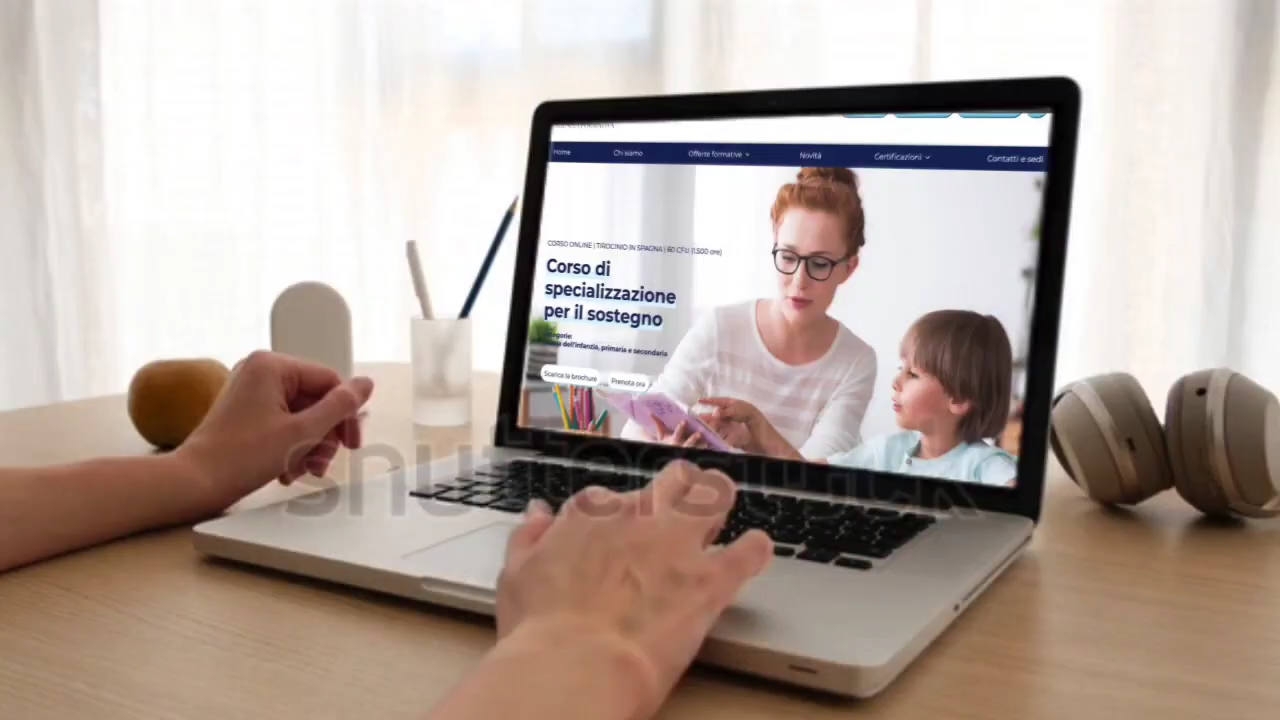 Home Chi siamo Offerte formative Novità Certificazioni Contatti e sedi
CORSO ONLINE | TIROCINIO IN SPAGNA | 60 CFU (1.500 ore)
Corso di
specializzazione
per il sostegno
dell'infanzia, primaria e secondaria
Scarica la brochure Prenota ora
shutterstock